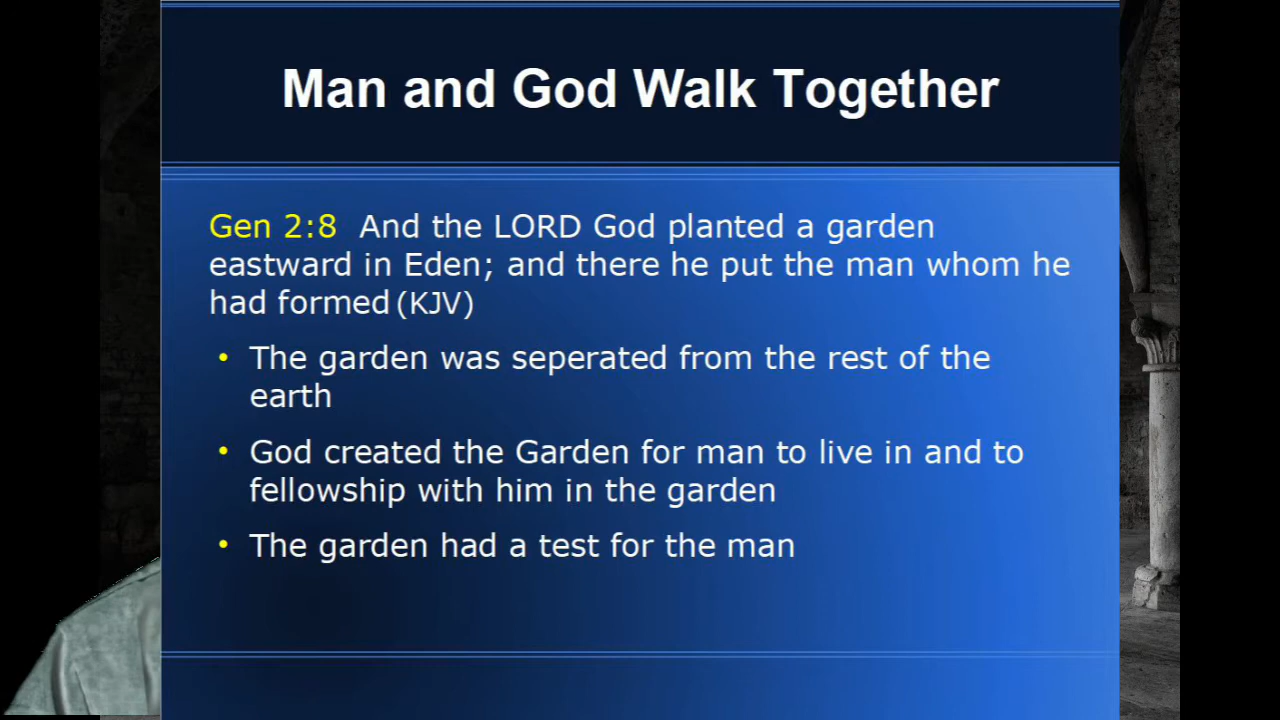 Man and God Walk Together
Gen 2:8 And the LORD God planted a garden
eastward in Eden; and there he put the man whom he
had formed (KJV)
• The garden was seperated from the rest of the
earth
• God created the Garden for man to live in and to
fellowship with him in the garden
• The garden had a test for the man